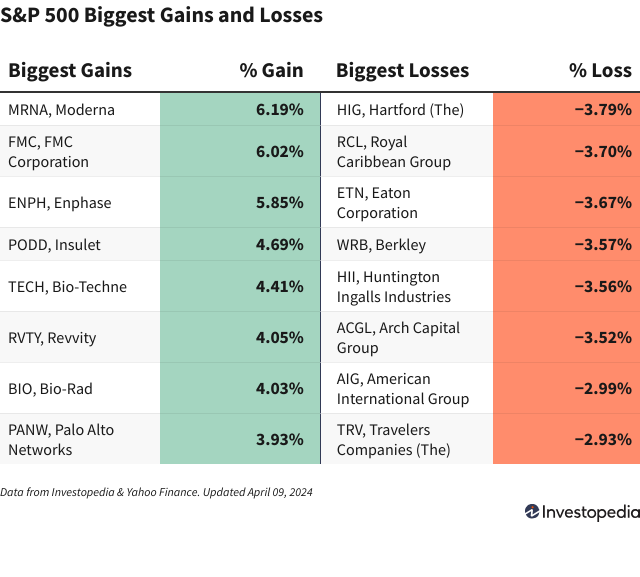 S&P 500 Biggest Gains and Losses
Biggest Gains % Gain Biggest Losses % Loss
MRNA, Moderna 6.19% HIG, Hartford (The) −3.79%
FMC, FMC
Corporation 6.02% RCL, Royal
Caribbean Group −3.70%
ENPH, Enphase 5.85% ETN, Eaton
Corporation −3.67%
PODD, Insulet 4.69% WRB, Berkley −3.57%
TECH, Bio-Techne 4.41% HII, Huntington
Ingalls Industries −3.56%
RVTY, Revvity 4.05% ACGL, Arch Capital
Group −3.52%
BIO, Bio-Rad 4.03% AIG, American
International Group −2.99%
PANW, Palo Alto
Networks 3.93% TRV, Travelers
Companies (The) −2.93%
Data from Investopedia & Yahoo Finance. Updated April 09, 2024
Investopedia